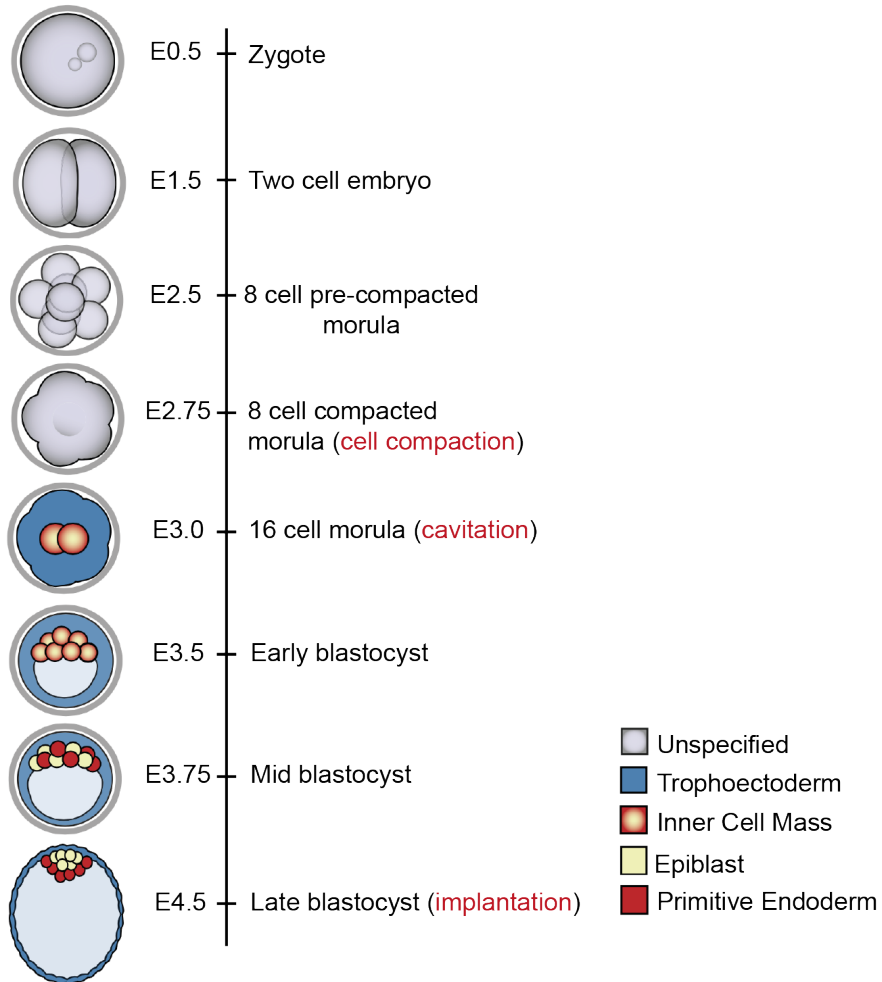 E0.5 Zygote
E1.5 Two cell embryo
E2.5 8 cell pre-compacted
morula
E2.75 8 cell compacted
morula (cell compaction)
E3.0 16 cell morula (cavitation)
E3.5 Early blastocyst
E3.75 Mid blastocyst
E4.5 Late blastocyst (implantation)
Unspecified
Trophoectoderm
Inner Cell Mass
Epiblast
Primitive Endoderm